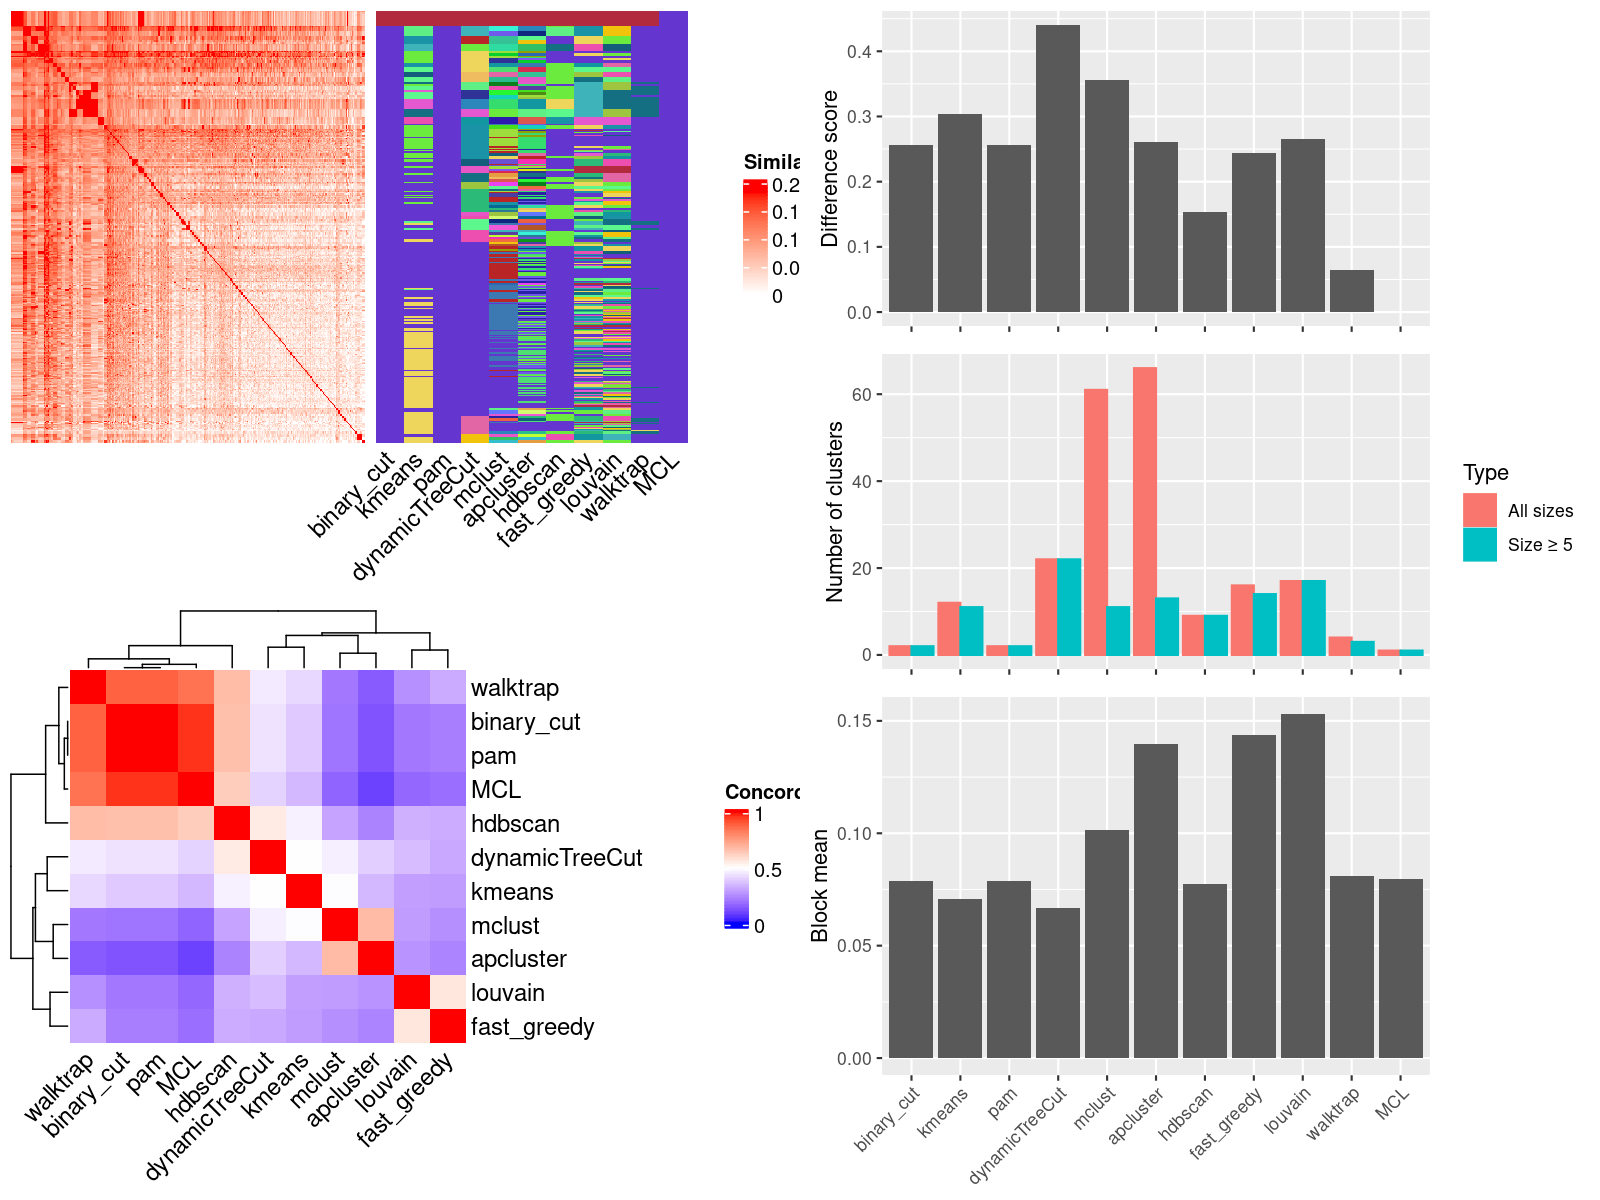 Simila
0.2
0.1
0.1
0.0
0
binary_cut
kmeans
pam
dynamicTreeCut
mclust
apcluster
hdbscan
fast_greedy
louvain
walktrap
MCL
walktrap
binary_cut
pam
MCL
hdbscan
dynamicTreeCut
kmeans
mclust
apcluster
louvain
fast_greedy
walktrap
binary_cut
pam
MCL
hdbscan
dynamicTreeCut
kmeans
mclust
apcluster
louvain
fast_greedy
Concord
1
0.5
0
Difference score
0.4
0.3
0.2
0.1
0.0
Number of clusters
60
40
20
0
Type
All sizes
Size ≥ 5
Block mean
0.15
0.10
0.05
0.00
binary_cut
kmeans
pam
dynamicTreeCut
mclust
apcluster
hdbscan
fast_greedy
louvain
walktrap
MCL